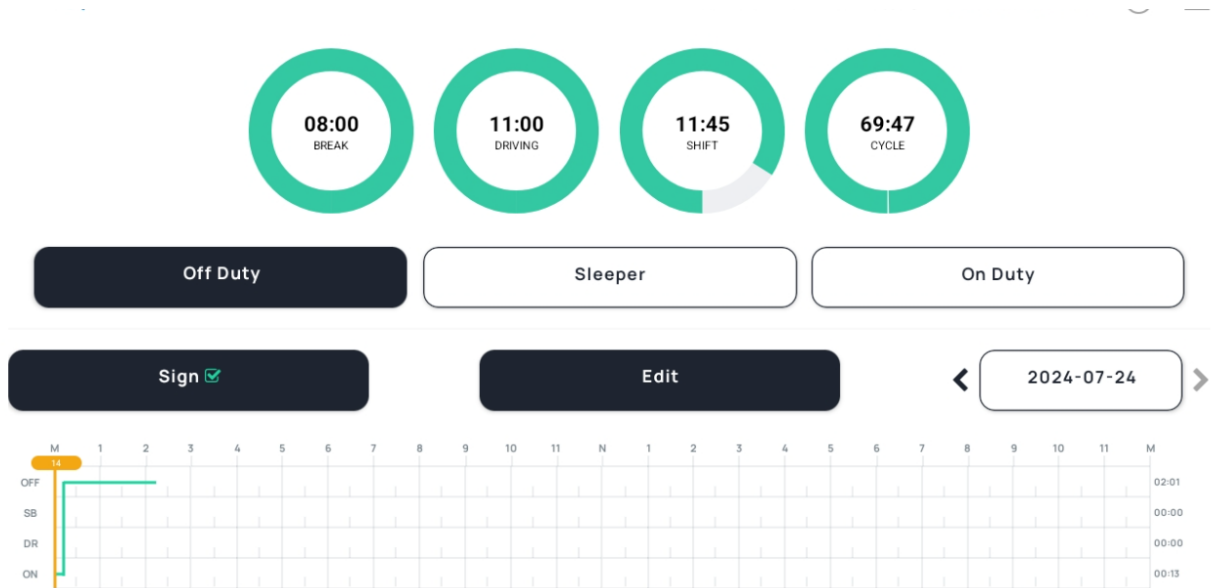 08:00 11:00 11:45 69:47
BREAK DRIVING SHIFT CYCLE
Off Duty Sleeper On Duty
Sign Edit 2024-07-24
M 1 2 3 4 5 6 7 8 9 10 11 N 1 2 3 4 5 6 7 8 9 10 11 M
14
OFF 02:01
SB 00:00
DR 00:00
ON 00:13